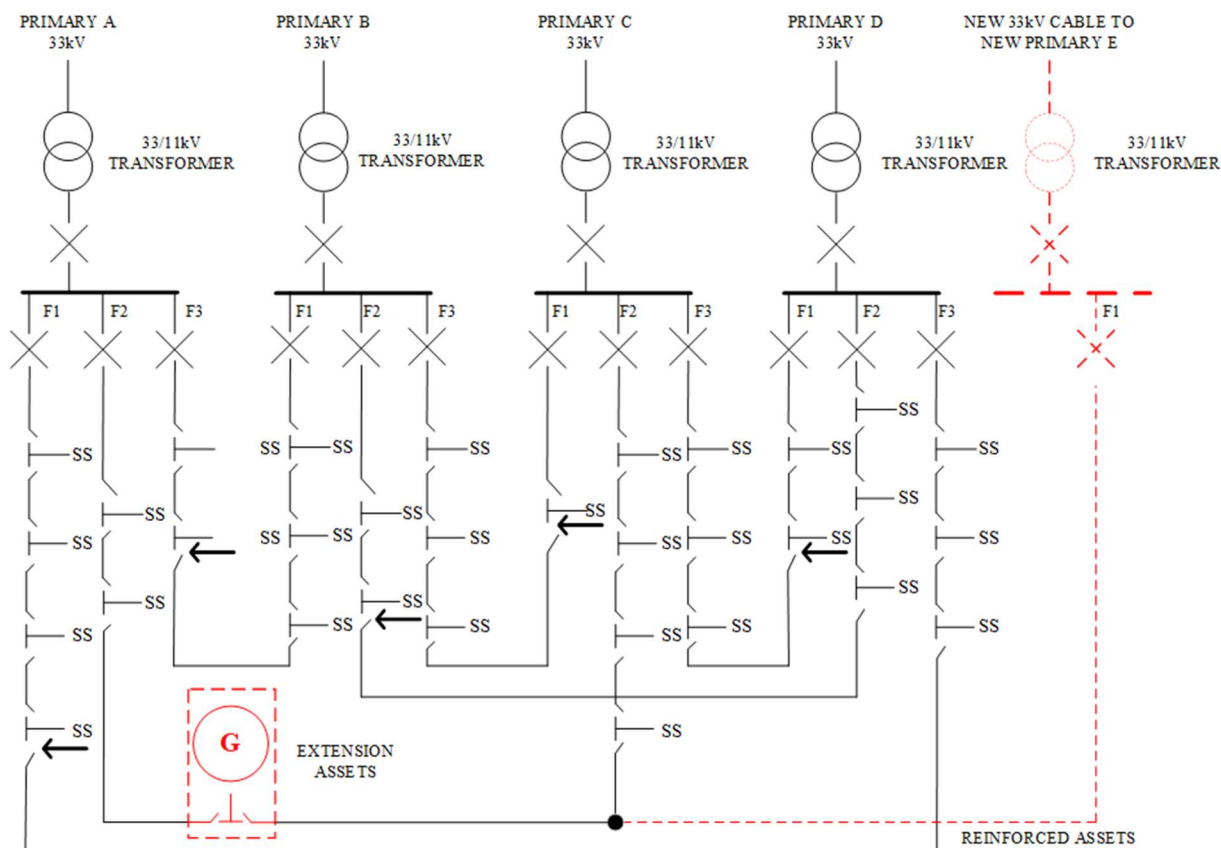 PRIMARY A
33kV
PRIMARY B
33kV
PRIMARY C
33kV
PRIMARY D
33kV
NEW 33kV CABLE TO
NEW PRIMARY E
33/11kV
TRANSFORMER
33/11kV
TRANSFORMER
33/11kV
TRANSFORMER
33/11kV
TRANSFORMER
33/11kV
TRANSFORMER
F1 F2 F3
F1 F2 F3
F1 F2 F3
F1 F2 F3
F1
SS
SS SS SS SS SS SS SS SS
SS SS SS SS
SS SS SS SS SS SS SS SS
SS SS SS
SS SS SS SS SS
SS SS
G
EXTENSION
ASSETS
REINFORCED ASSETS